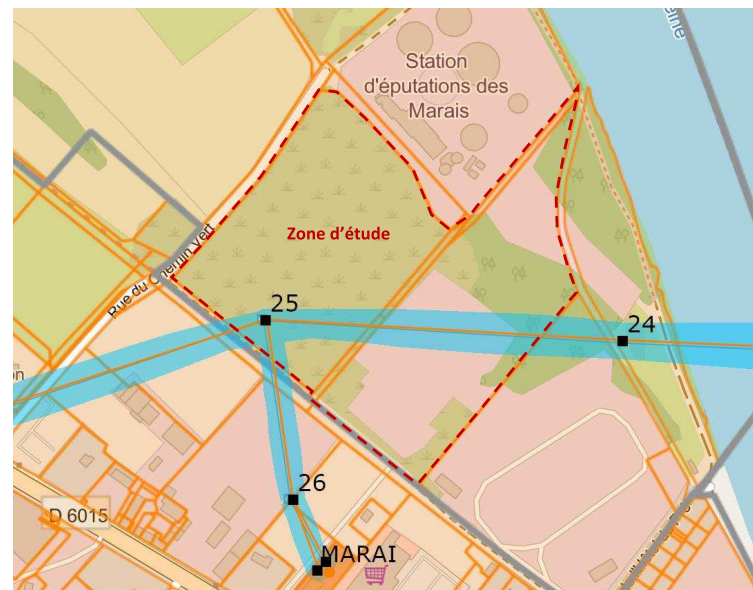 Station
d'éputations des
Marais
Zone d'étude
Rue du Chemin Vert
25
24
26
D 6015
MARAI